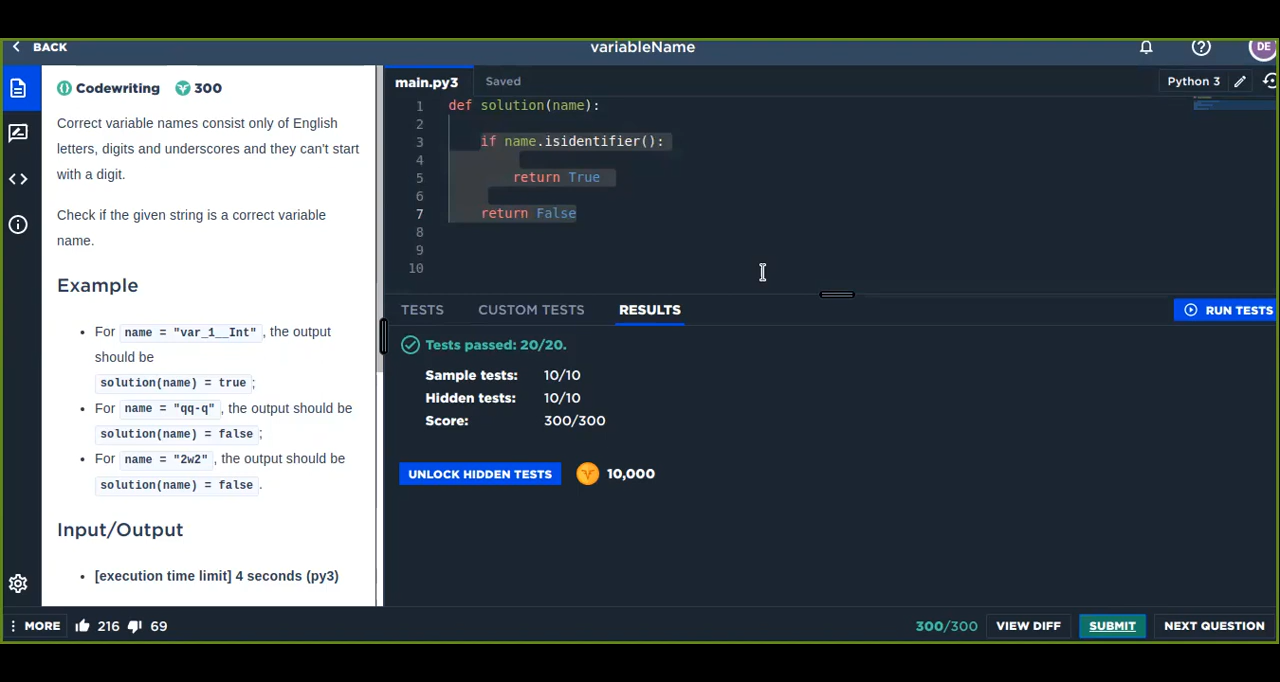 BACK
variableName
DE
Codewriting
300
Correct variable names consist only of English
letters, digits and underscores and they can't start
with a digit.
Check if the given string is a correct variable
name.
Example
• For name = "var_1__Int", the output
should be
solution(name) = true;
• For name = "qq-q", the output should be
solution(name) = false;
• For name = "2w2", the output should be
solution(name) = false.
Input/Output
• [execution time limit] 4 seconds (py3)
main.py3
Saved
Python 3
1 def solution(name):
2
3 if name.isidentifier():
4
5 return True
6
7 return False
8
9
10
TESTS
CUSTOM TESTS
RESULTS
RUN TESTS
Tests passed: 20/20.
Sample tests: 10/10
Hidden tests: 10/10
Score: 300/300
UNLOCK HIDDEN TESTS
10,000
MORE
216
69
300/300
VIEW DIFF
SUBMIT
NEXT QUESTION